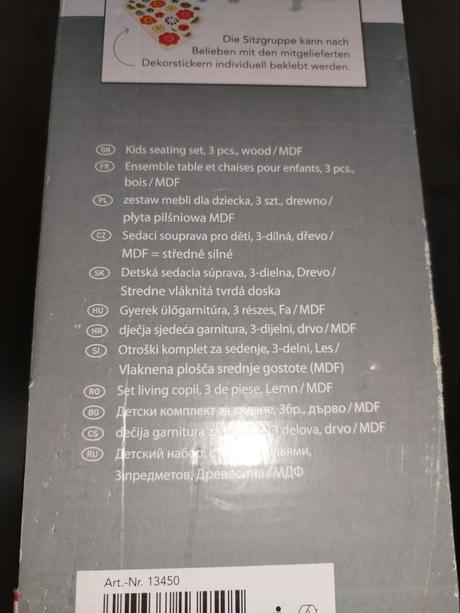 Die Sitzgruppe kann nach
Belieben mit den mitgelieferten
Dekorstickern individuell beklebt werden.
GB Kids seating set, 3 pcs., wood/MDF
FR Ensemble table et chaises pour enfants, 3 pcs.,
bois/MDF
PL zestaw mebli dla dziecka, 3 szt., drewno/
płyta pilśniowa MDF
CZ Sedací souprava pro děti, 3-dílná, dřevo/
MDF = středně silné
SK Detská sedacia súprava, 3-dielna, Drevo/
Stredne vláknitá tvrdá doska
HU Gyerek ülőgarnitúra, 3 részes, Fa/MDF
HR dječja sjedeća garnitura, 3-dijelni, drvo/MDF
SI Otroški komplet za sedenje, 3-delni, Les/
Vlaknena plošča srednje gostote (MDF)
RO Set living copii, 3 de piese, Lemn/MDF
BG Детски комплект за сядане, 3бр., дърво/MDF
CS dečija garnitura za 3 delova, drvo/MDF
RU Детский набор,
3 предметов, Древесина/МДФ
Art.-Nr. 13450